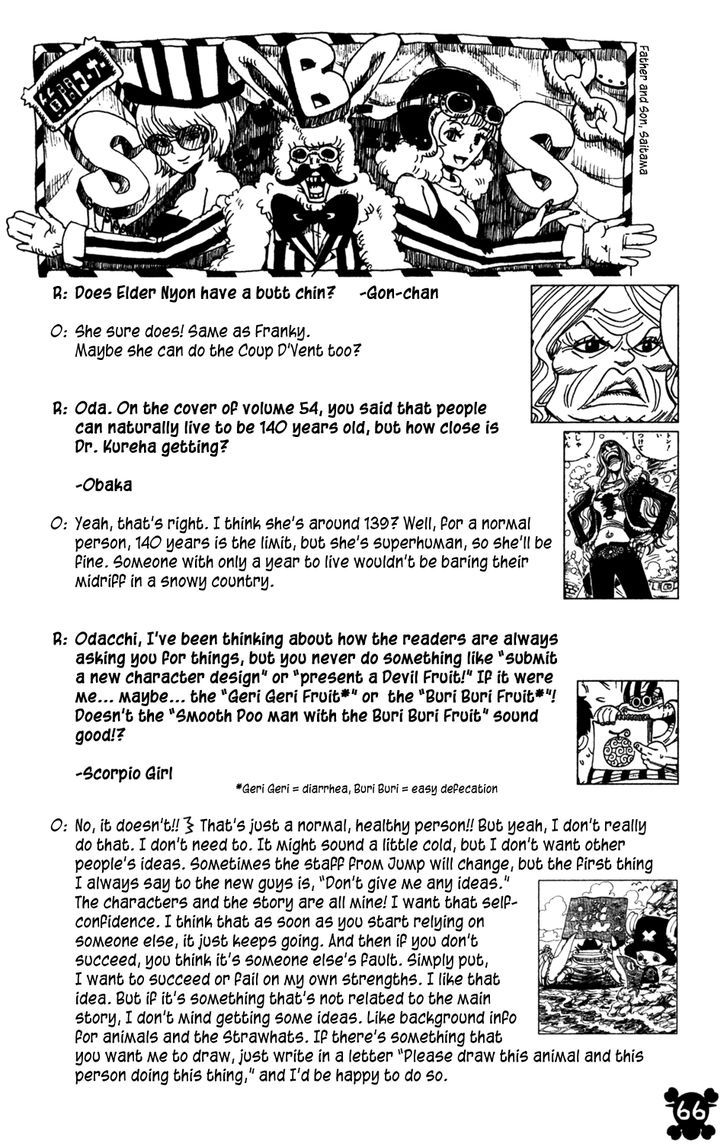 S B S
Father and Son, Saitama
R: Does Elder Nyon have a butt chin? -Gon-chan
O: She sure does! Same as Franky.
Maybe she can do the Coup D'Vent too?
R: Oda. On the cover of volume 54, you said that people
can naturally live to be 140 years old, but how close is
Dr. Kureha getting?
-Obaka
O: Yeah, that's right. I think she's around 139? Well, for a normal
person, 140 years is the limit, but she's superhuman, so she'll be
fine. Someone with only a year to live wouldn't be baring their
midriff in a snowy country.
R: Odacchi, I've been thinking about how the readers are always
asking you for things, but you never do something like "submit
a new character design" or "present a Devil Fruit!" If it were
me... maybe... the "Geri Geri Fruit*" or the "Buri Buri Fruit*"!
Doesn't the "Smooth Poo man with the Buri Buri Fruit" sound
good!?
-Scorpio Girl
*Geri Geri = diarrhea, Buri Buri = easy defecation
O: No, it doesn't!! That's just a normal, healthy person!! But yeah, I don't really
do that. I don't need to. It might sound a little cold, but I don't want other
people's ideas. Sometimes the staff from Jump will change, but the first thing
I always say to the new guys is, "Don't give me any ideas."
The characters and the story are all mine! I want that self-
confidence. I think that as soon as you start relying on
someone else, it just keeps going. And then if you don't
succeed, you think it's someone else's fault. Simply put,
I want to succeed or fail on my own strengths. I like that
idea. But if it's something that's not related to the main
story, I don't mind getting some ideas. Like background info
for animals and the Strawhats. If there's something that
you want me to draw, just write in a letter "Please draw this animal and this
person doing this thing," and I'd be happy to do so.
66